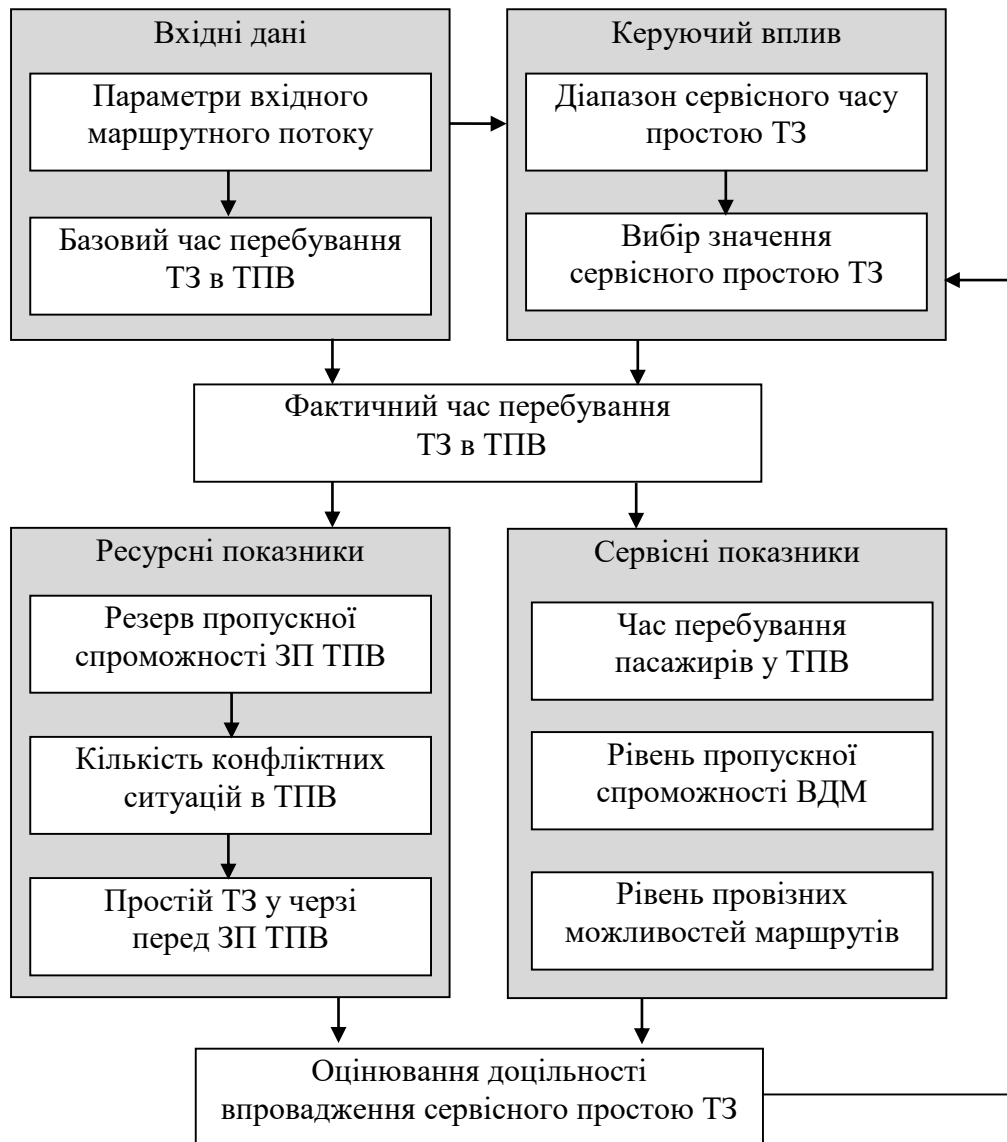 Вхідні дані
Параметри вхідного
маршрутного потоку
Базовий час перебування
ТЗ в ТПВ
Керуючий вплив
Діапазон сервісного часу
простою ТЗ
Вибір значення
сервісного простою ТЗ
Фактичний час перебування
ТЗ в ТПВ
Ресурсні показники
Резерв пропускної
спроможності ЗП ТПВ
Кількість конфліктних
ситуацій в ТПВ
Простій ТЗ у черзі
перед ЗП ТПВ
Сервісні показники
Час перебування
пасажирів у ТПВ
Рівень пропускної
спроможності ВДМ
Рівень провізних
можливостей маршрутів
Оцінювання доцільності
впровадження сервісного простою ТЗ